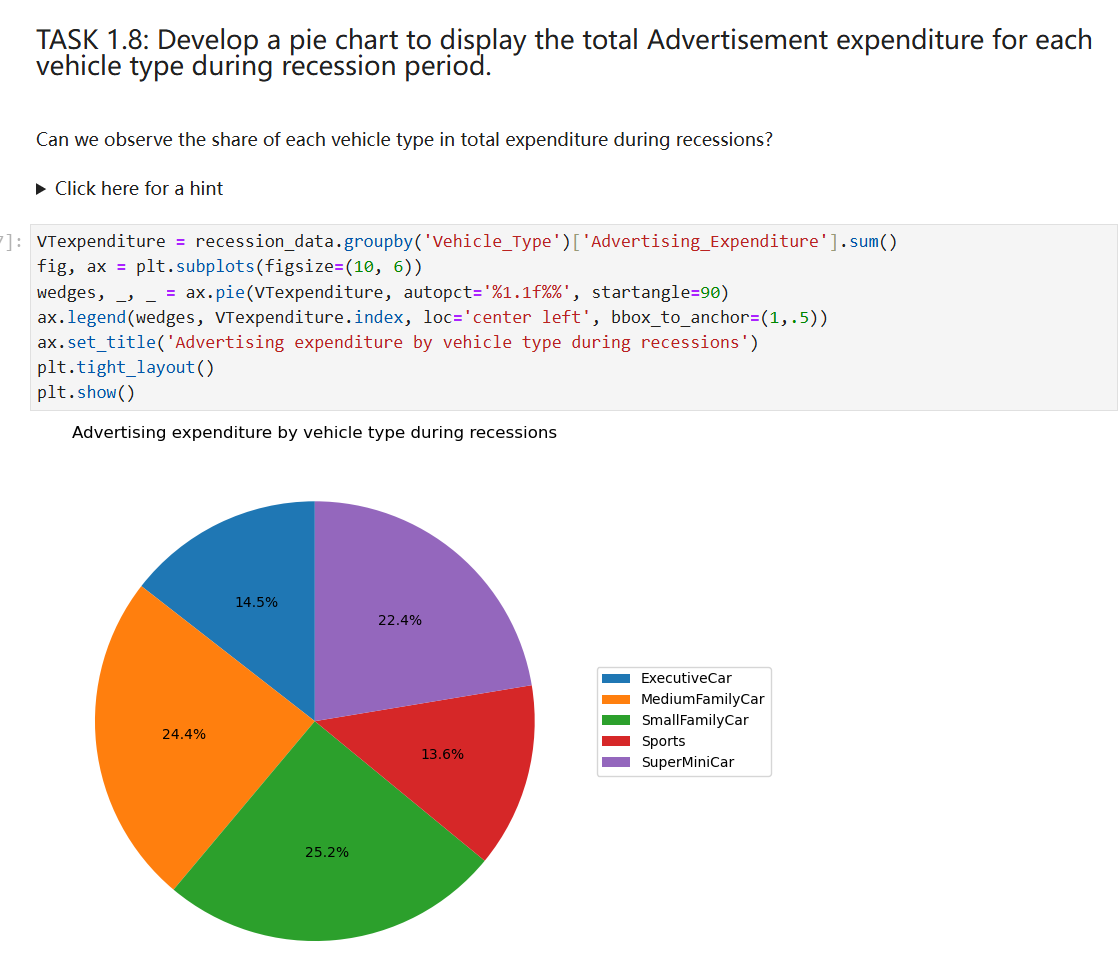 TASK 1.8: Develop a pie chart to display the total Advertisement expenditure for each
vehicle type during recession period.
Can we observe the share of each vehicle type in total expenditure during recessions?
▶ Click here for a hint
]:
VTexpenditure = recession_data.groupby('Vehicle_Type')['Advertising_Expenditure'].sum()
fig, ax = plt.subplots(figsize=(10, 6))
wedges, _, _ = ax.pie(VTexpenditure, autopct='%1.1f%%', startangle=90)
ax.legend(wedges, VTexpenditure.index, loc='center left', bbox_to_anchor=(1,.5))
ax.set_title('Advertising expenditure by vehicle type during recessions')
plt.tight_layout()
plt.show()
Advertising expenditure by vehicle type during recessions
14.5%
22.4%
24.4%
13.6%
25.2%
ExecutiveCar
MediumFamilyCar
SmallFamilyCar
Sports
SuperMiniCar